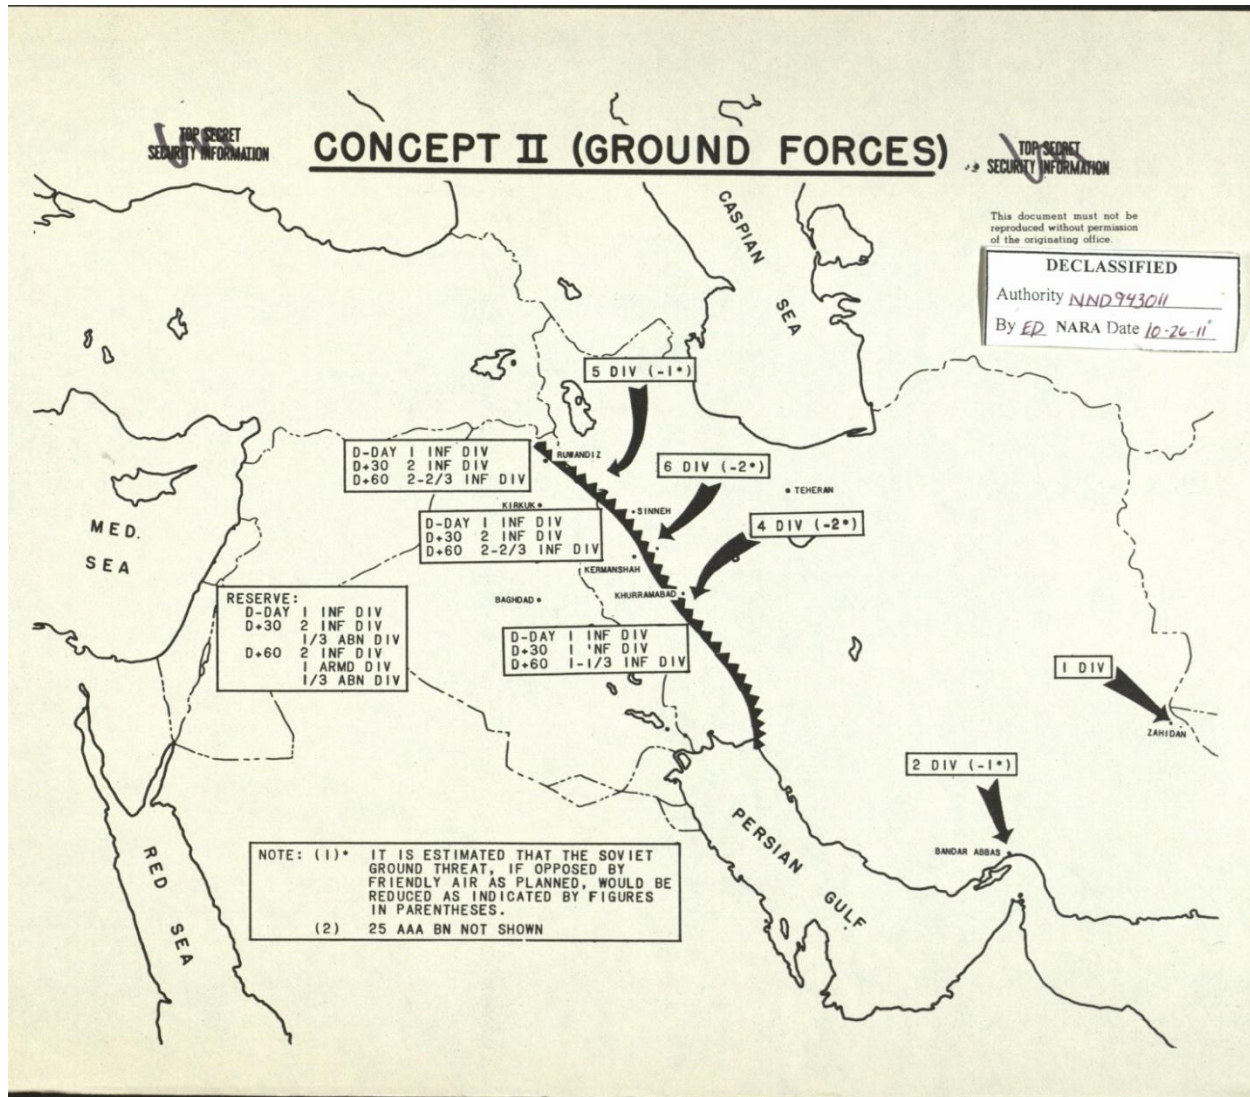 TOP SECRET
SECURITY INFORMATION
CONCEPT II (GROUND FORCES)
TOP SECRET
SECURITY INFORMATION
This document must not be
reproduced without permission
of the originating office.
DECLASSIFIED
Authority NND943011
By ED NARA Date 10-26-11
CASPIAN
SEA
5 DIV (-1*)
D-DAY 1 INF DIV
D+30 2 INF DIV
D+60 2-2/3 INF DIV
RUWANDIZ
6 DIV (-2*)
TEHERAN
KIRKUK
SINNEH
MED.
SEA
D-DAY 1 INF DIV
D+30 2 INF DIV
D+60 2-2/3 INF DIV
4 DIV (-2*)
KERMANSHAH
RESERVE:
D-DAY 1 INF DIV
D+30 2 INF DIV
1/3 ABN DIV
D+60 2 INF DIV
1 ARMD DIV
1/3 ABN DIV
BAGHDAD
KHURRAMABAD
D-DAY 1 INF DIV
D+30 1 INF DIV
D+60 1-1/3 INF DIV
1 DIV
ZAHIDAN
2 DIV (-1*)
PERSIAN GULF
BANDAR ABBAS
RED
SEA
NOTE: (1)* IT IS ESTIMATED THAT THE SOVIET
GROUND THREAT, IF OPPOSED BY
FRIENDLY AIR AS PLANNED, WOULD BE
REDUCED AS INDICATED BY FIGURES
IN PARENTHESES.
(2) 25 AAA BN NOT SHOWN